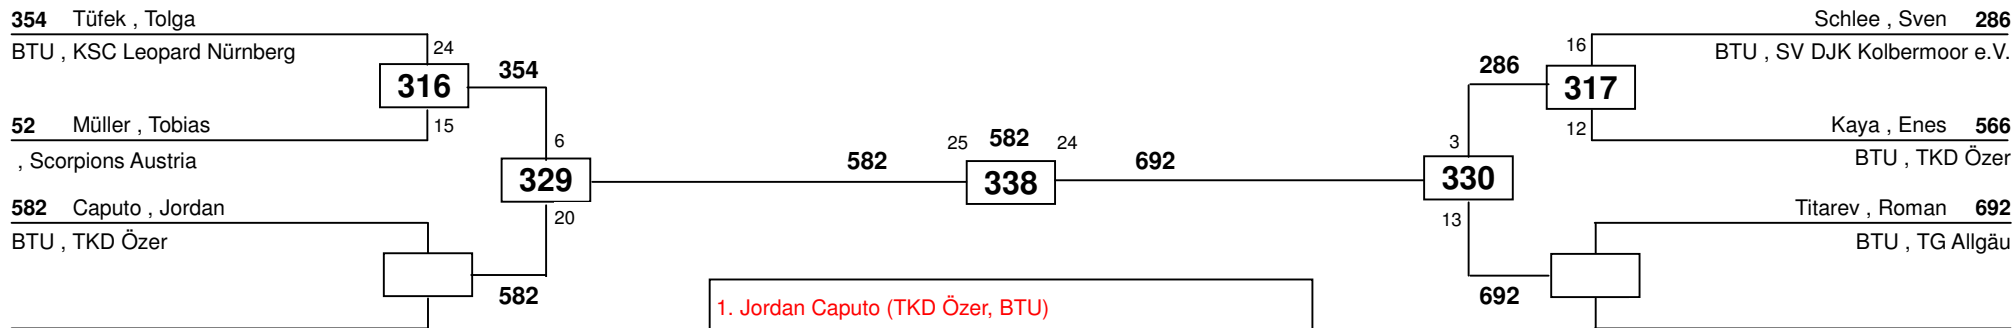 354 Tüfek , Tolga
BTU , KSC Leopard Nürnberg
24
316
354
15
52 Müller , Tobias
, Scorpions Austria
6
329
20
582 Caputo , Jordan
BTU , TKD Özer
582
582
25 582 24
338
692
1. Jordan Caputo (TKD Özer, BTU)
Schlee , Sven 286
BTU , SV DJK Kolbermoor e.V.
16
286
317
12
Kaya , Enes 566
BTU , TKD Özer
3
330
13
Titarev , Roman 692
BTU , TG Allgäu
692